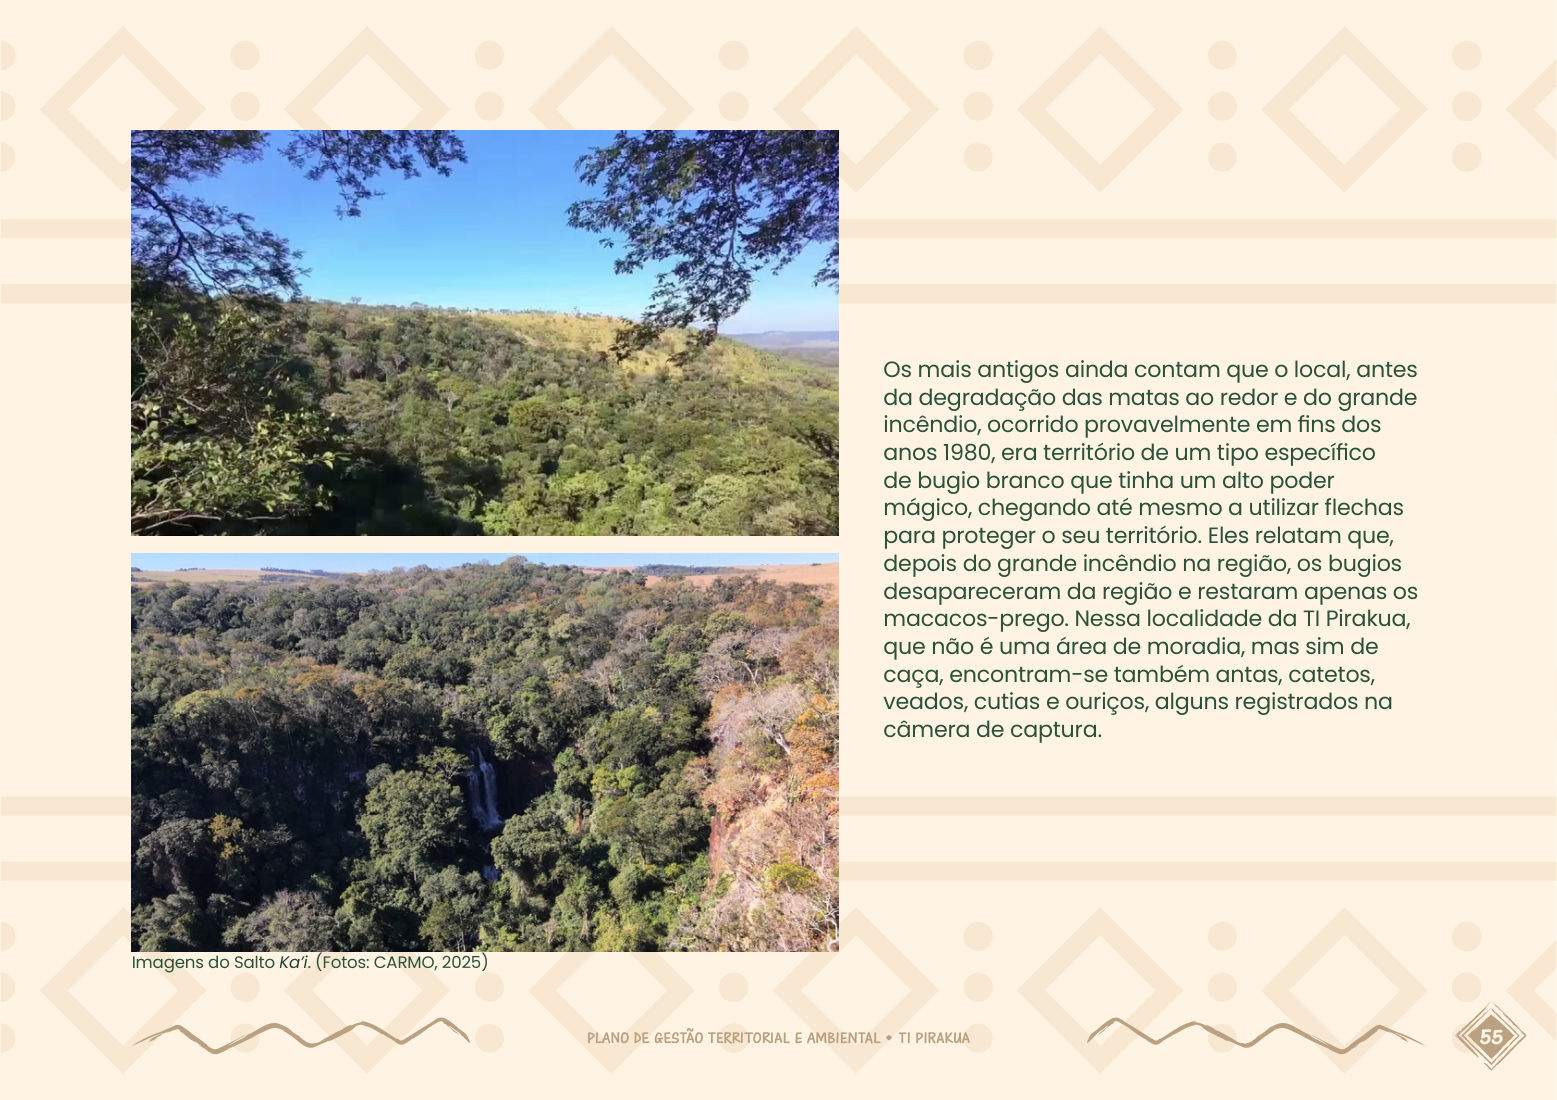 Os mais antigos ainda contam que o local, antes
da degradação das matas ao redor e do grande
incêndio, ocorrido provavelmente em fins dos
anos 1980, era território de um tipo específico
de bugio branco que tinha um alto poder
mágico, chegando até mesmo a utilizar flechas
para proteger o seu território. Eles relatam que,
depois do grande incêndio na região, os bugios
desapareceram da região e restaram apenas os
macacos-prego. Nessa localidade da TI Pirakua,
que não é uma área de moradia, mas sim de
caça, encontram-se também antas, catetos,
veados, cutias e ouriços, alguns registrados na
câmera de captura.
Imagens do Salto Ka'i. (Fotos: CARMO, 2025)
PLANO DE GESTÃO TERRITORIAL E AMBIENTAL • TI PIRAKUA
55